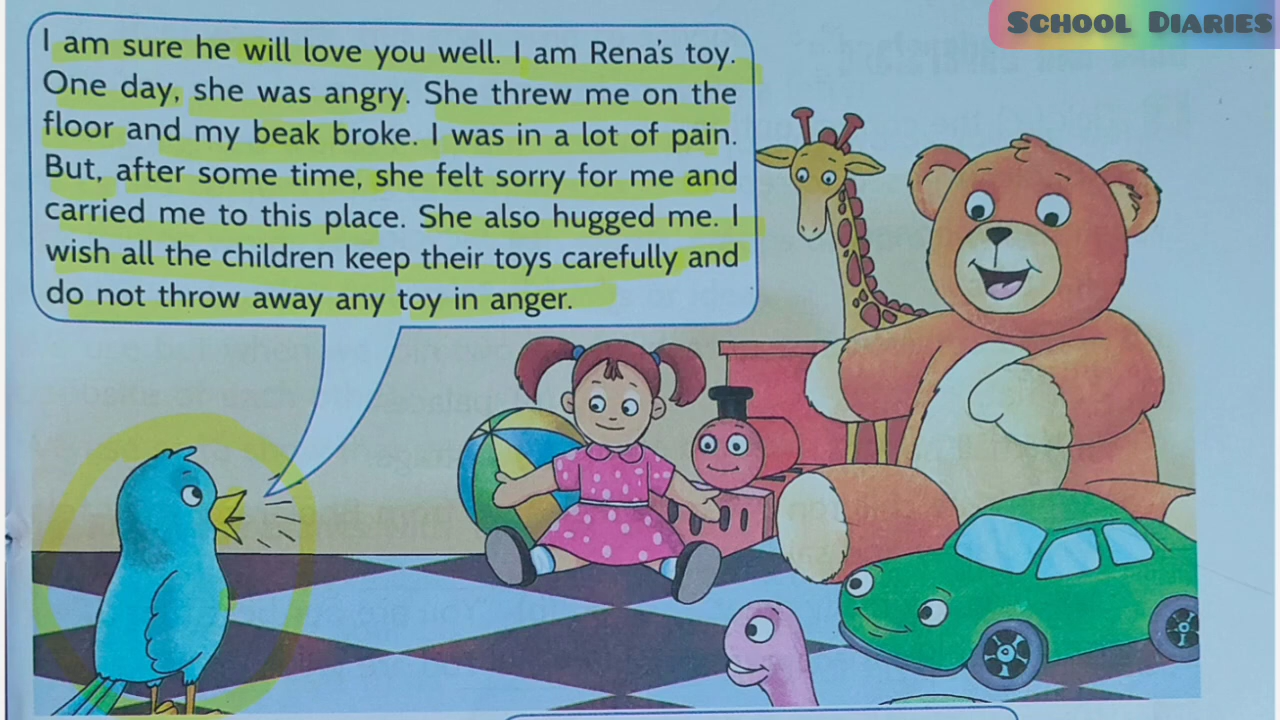 SCHOOL DIARIES
I am sure he will love you well. I am Rena's toy.
One day, she was angry. She threw me on the
floor and my beak broke. I was in a lot of pain.
But, after some time, she felt sorry for me and
carried me to this place. She also hugged me. I
wish all the children keep their toys carefully and
do not throw away any toy in anger.